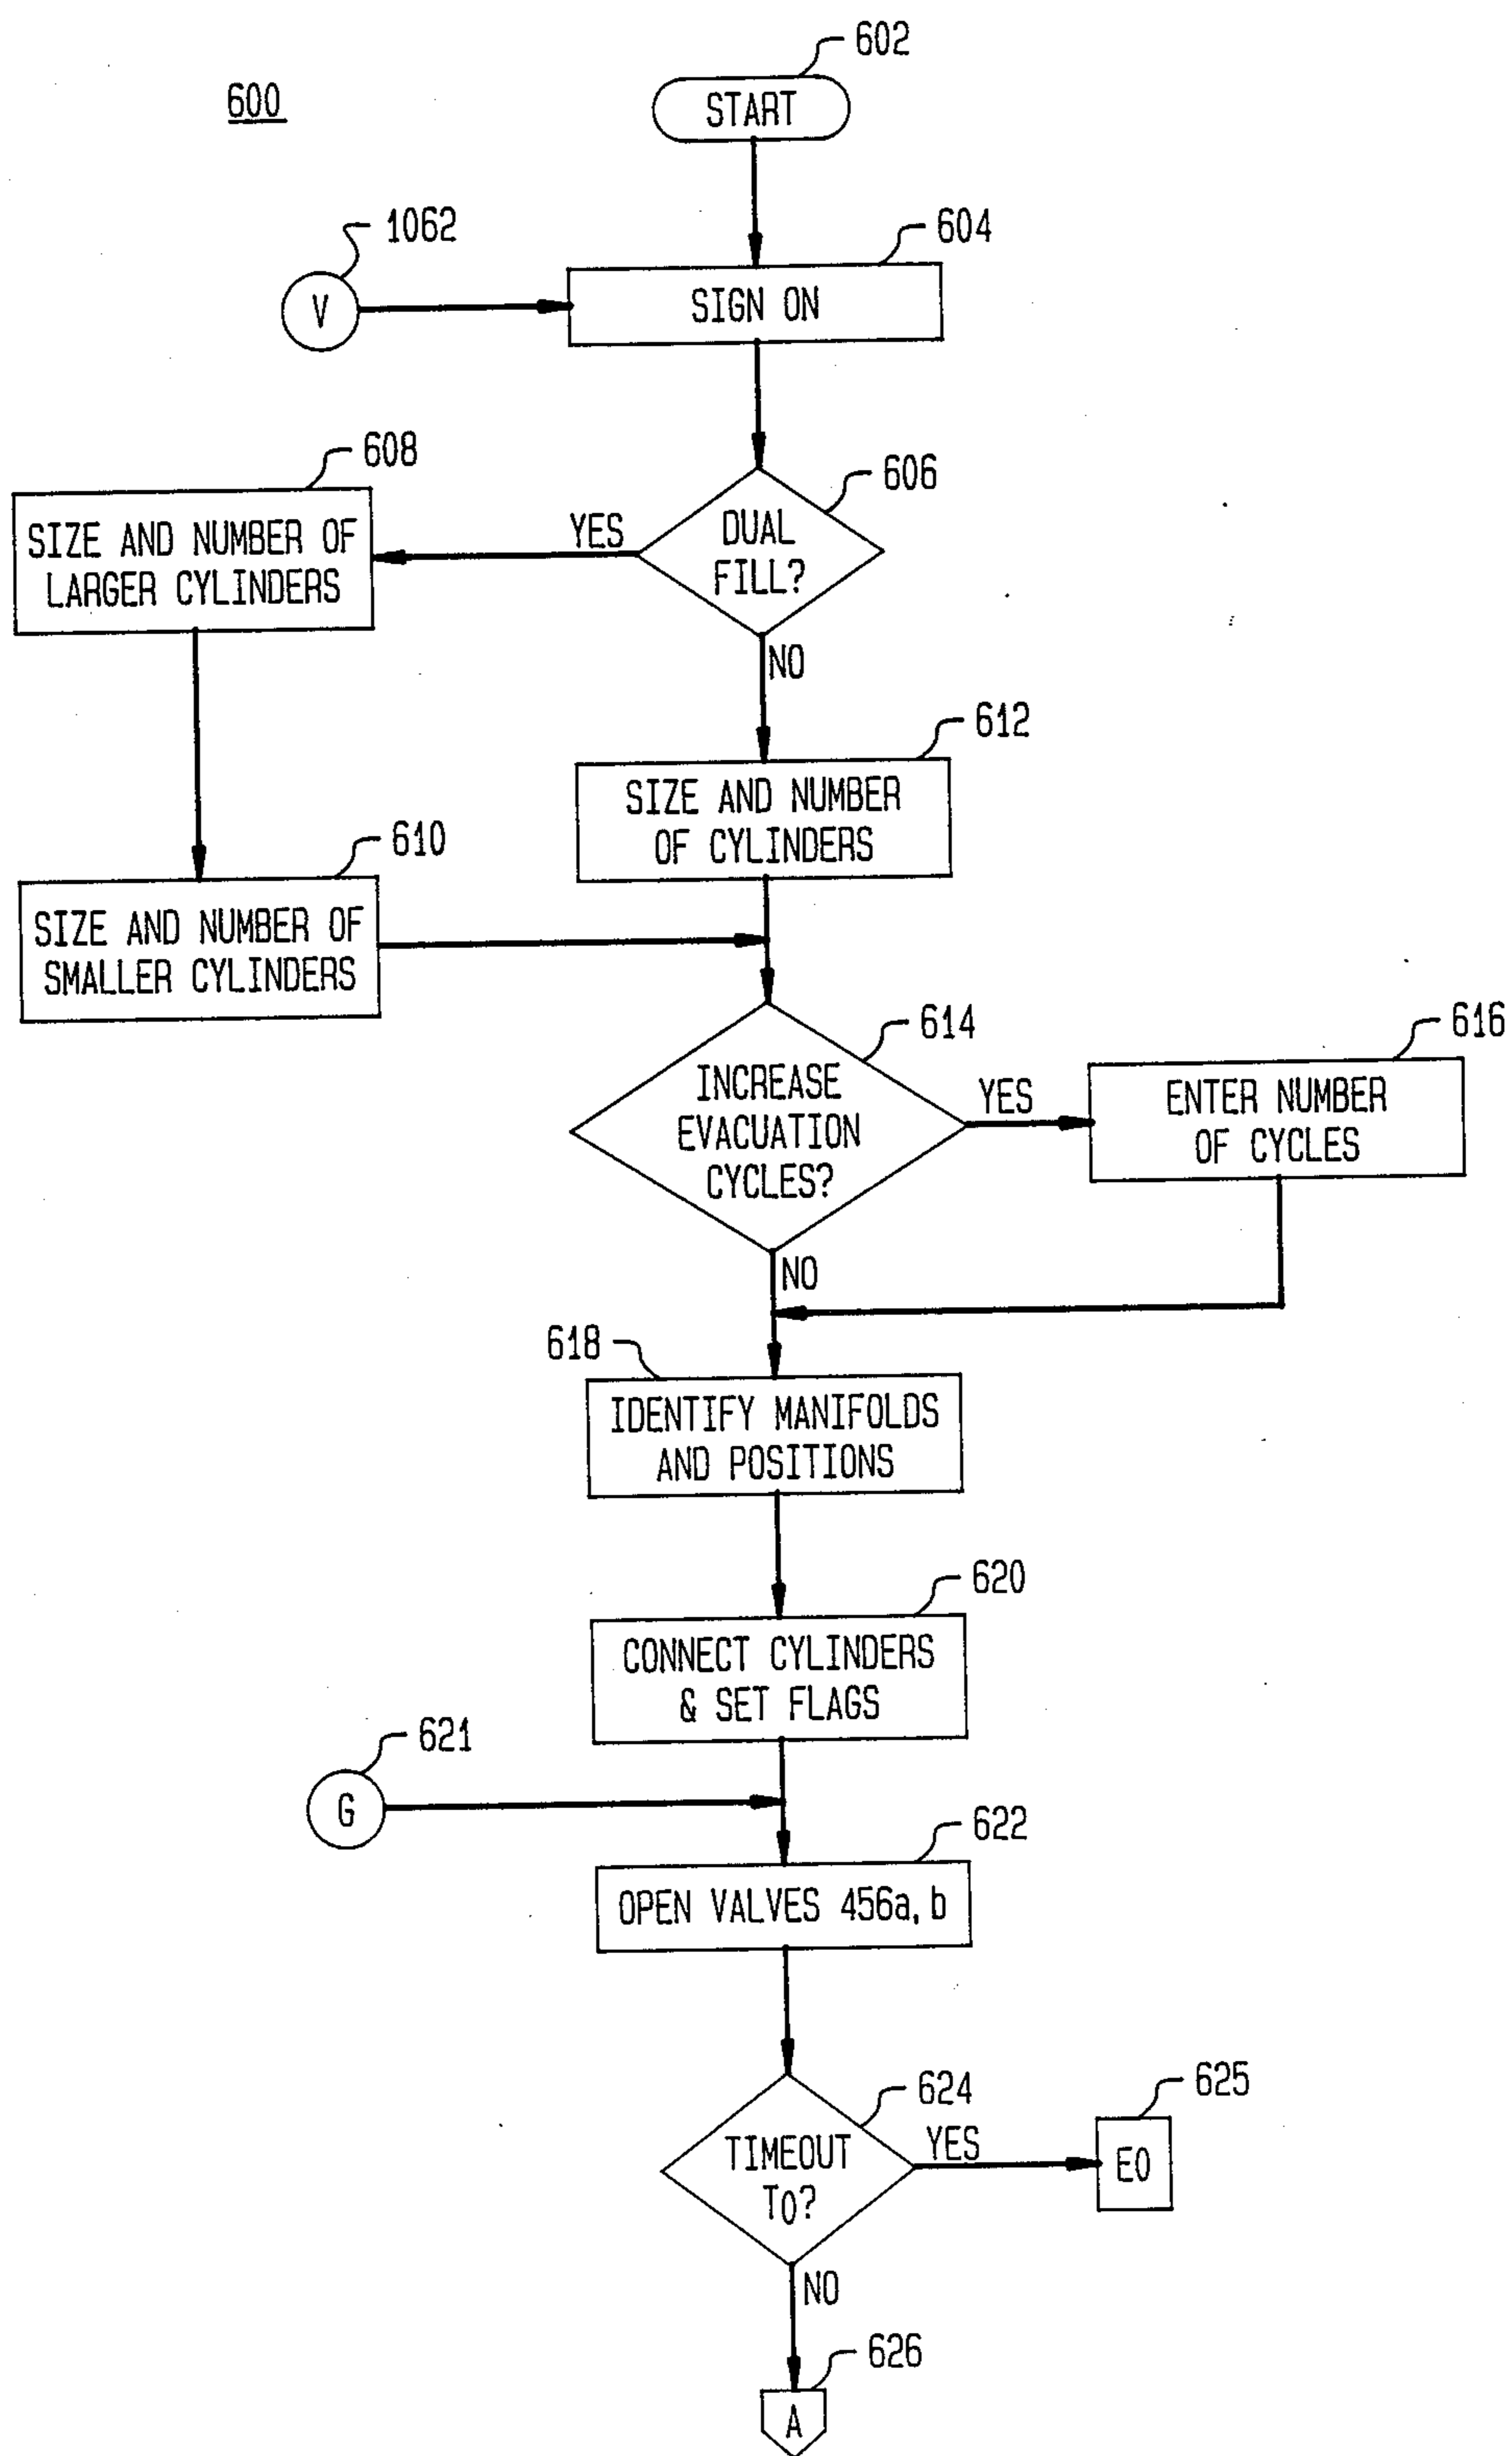 602
600
START
1062
604
V
SIGN ON
608
606
SIZE AND NUMBER OF
LARGER CYLINDERS
YES
DUAL
FILL?
NO
612
SIZE AND NUMBER
OF CYLINDERS
610
SIZE AND NUMBER OF
SMALLER CYLINDERS
614
616
INCREASE
EVACUATION
CYCLES?
YES
ENTER NUMBER
OF CYCLES
NO
618
IDENTIFY MANIFOLDS
AND POSITIONS
620
CONNECT CYLINDERS
& SET FLAGS
621
G
622
OPEN VALVES 456a, b
624
625
TIMEOUT
T0?
YES
E0
NO
626
A